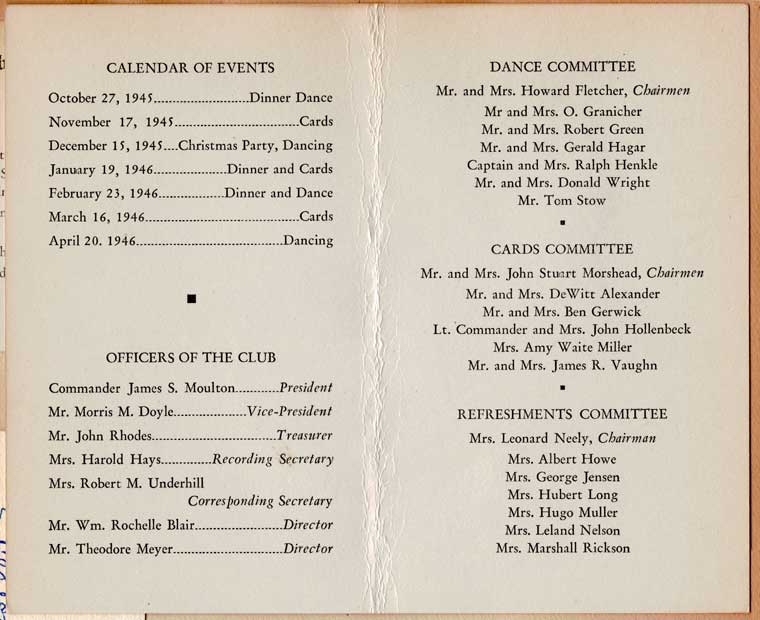 CALENDAR OF EVENTS
October 27, 1945..........................Dinner Dance
November 17, 1945..................................Cards
December 15, 1945....Christmas Party, Dancing
January 19, 1946....................Dinner and Cards
February 23, 1946..................Dinner and Dance
March 16, 1946..........................................Cards
April 20. 1946........................................Dancing
OFFICERS OF THE CLUB
Commander James S. Moulton............President
Mr. Morris M. Doyle....................Vice-President
Mr. John Rhodes..................................Treasurer
Mrs. Harold Hays..............Recording Secretary
Mrs. Robert M. Underhill
Corresponding Secretary
Mr. Wm. Rochelle Blair........................Director
Mr. Theodore Meyer..............................Director
DANCE COMMITTEE
Mr. and Mrs. Howard Fletcher, Chairmen
Mr and Mrs. O. Granicher
Mr. and Mrs. Robert Green
Mr. and Mrs. Gerald Hagar
Captain and Mrs. Ralph Henkle
Mr. and Mrs. Donald Wright
Mr. Tom Stow
CARDS COMMITTEE
Mr. and Mrs. John Stuart Morshead, Chairmen
Mr. and Mrs. DeWitt Alexander
Mr. and Mrs. Ben Gerwick
Lt. Commander and Mrs. John Hollenbeck
Mrs. Amy Waite Miller
Mr. and Mrs. James R. Vaughn
REFRESHMENTS COMMITTEE
Mrs. Leonard Neely, Chairman
Mrs. Albert Howe
Mrs. George Jensen
Mrs. Hubert Long
Mrs. Hugo Muller
Mrs. Leland Nelson
Mrs. Marshall Rickson